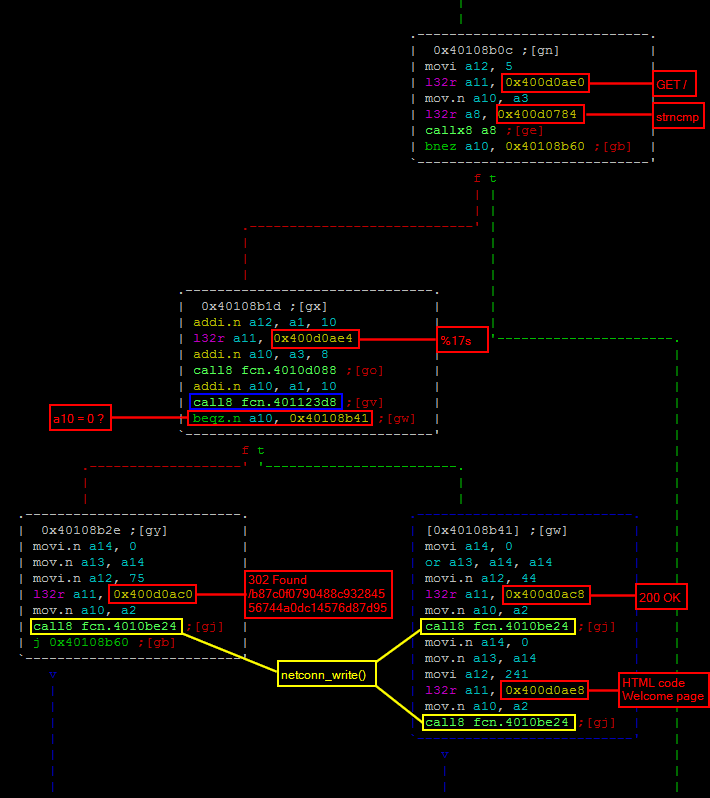 0x40108b0c ;[gn]
movi a12, 5
l32r a11, 0x400d0ae0
GET /
mov.n a10, a3
l32r a8, 0x400d0784
strncmp
callx8 a8 ;[ge]
bnez a10, 0x40108b60 ;[gb]
f t
0x40108b1d ;[gx]
addi.n a12, a1, 10
l32r a11, 0x400d0ae4
%17s
addi.n a10, a3, 8
call8 fcn.4010d088 ;[go]
addi.n a10, a1, 10
call8 fcn.401123d8 ;[gv]
beqz.n a10, 0x40108b41 ;[gw]
a10 = 0 ?
f t
0x40108b2e ;[gy]
movi.n a14, 0
mov.n a13, a14
movi.n a12, 75
l32r a11, 0x400d0ac0
mov.n a10, a2
call8 fcn.4010be24 ;[gj]
j 0x40108b60 ;[gb]
302 Found
/b87c0f0790488c932845
56744a0dc14576d87d95
netconn_write()
[0x40108b41] ;[gw]
movi a14, 0
or a13, a14, a14
movi.n a12, 44
l32r a11, 0x400d0ac8
200 OK
mov.n a10, a2
call8 fcn.4010be24 ;[gj]
movi.n a14, 0
mov.n a13, a14
movi a12, 241
l32r a11, 0x400d0ae8
HTML code
Welcome page
mov.n a10, a2
call8 fcn.4010be24 ;[gj]